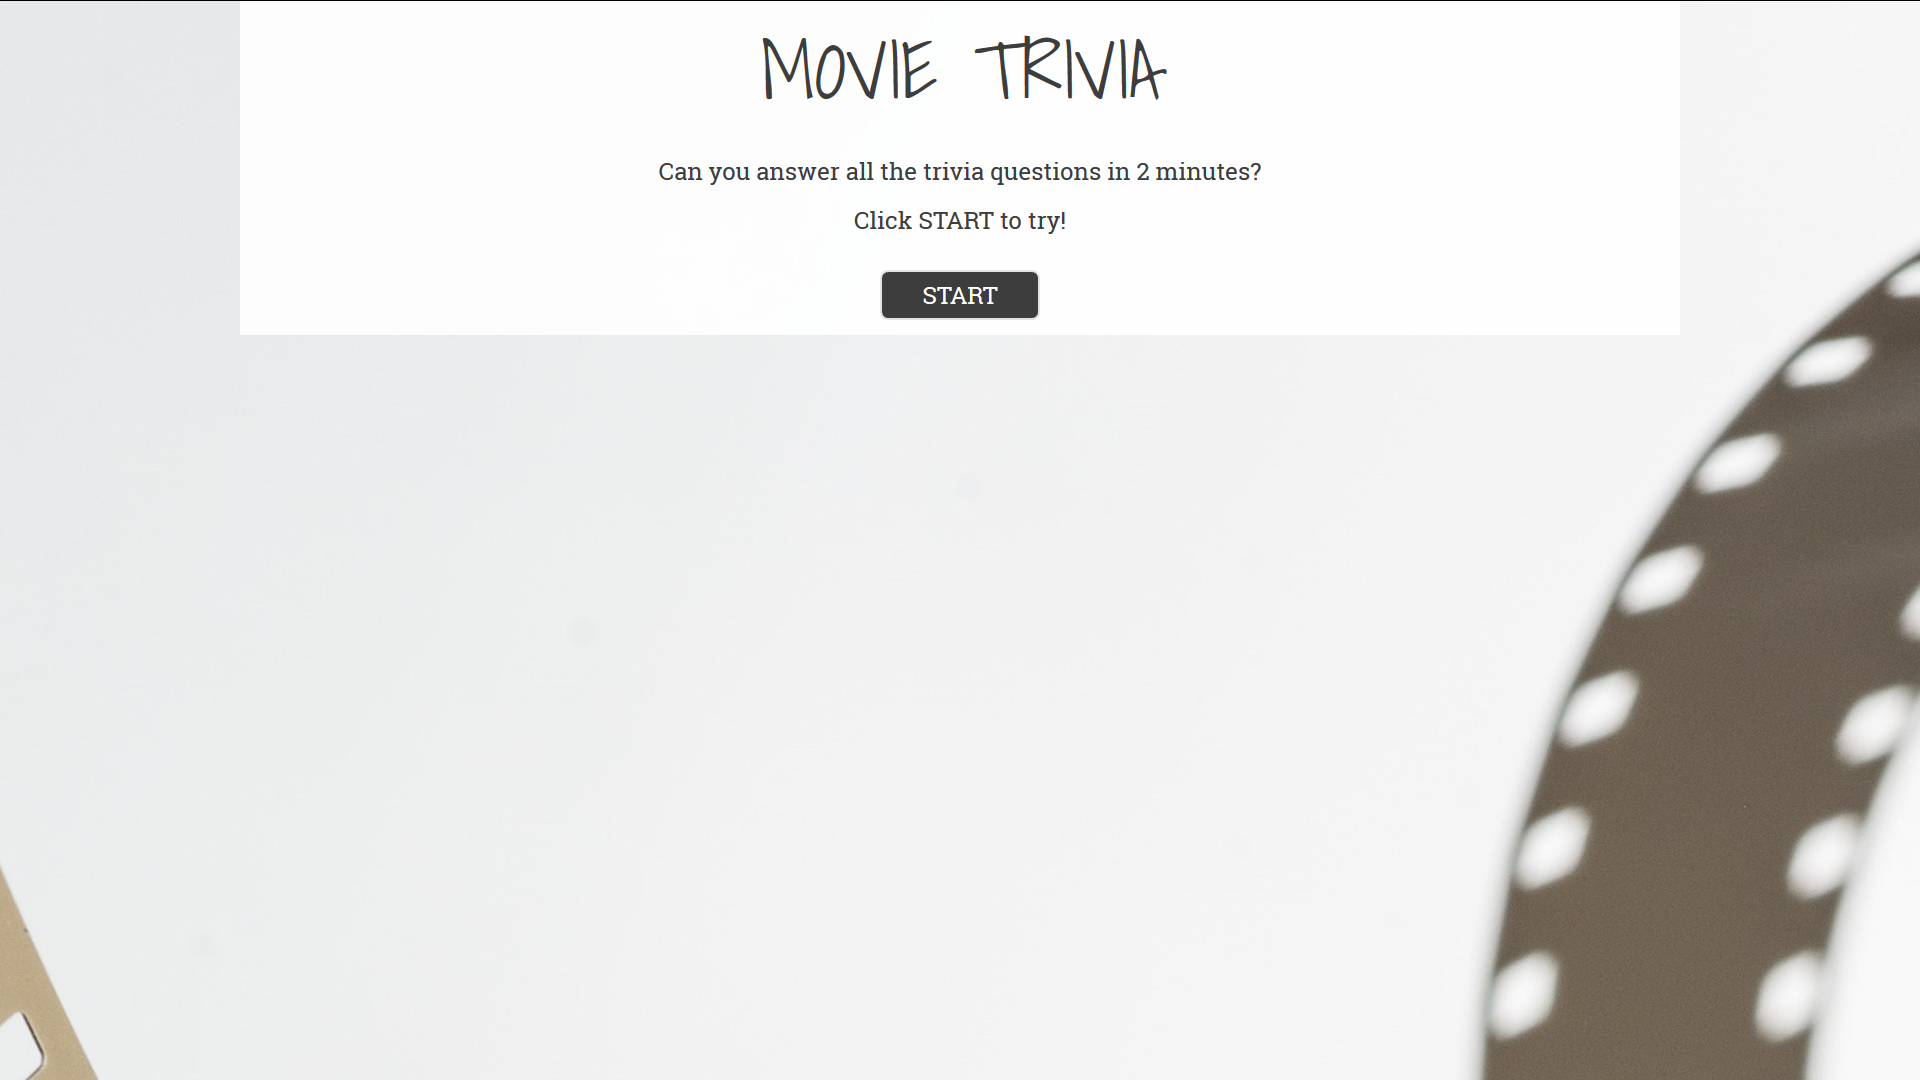 MOVIE TRIVIA
Can you answer all the trivia questions in 2 minutes?
Click START to try!
START